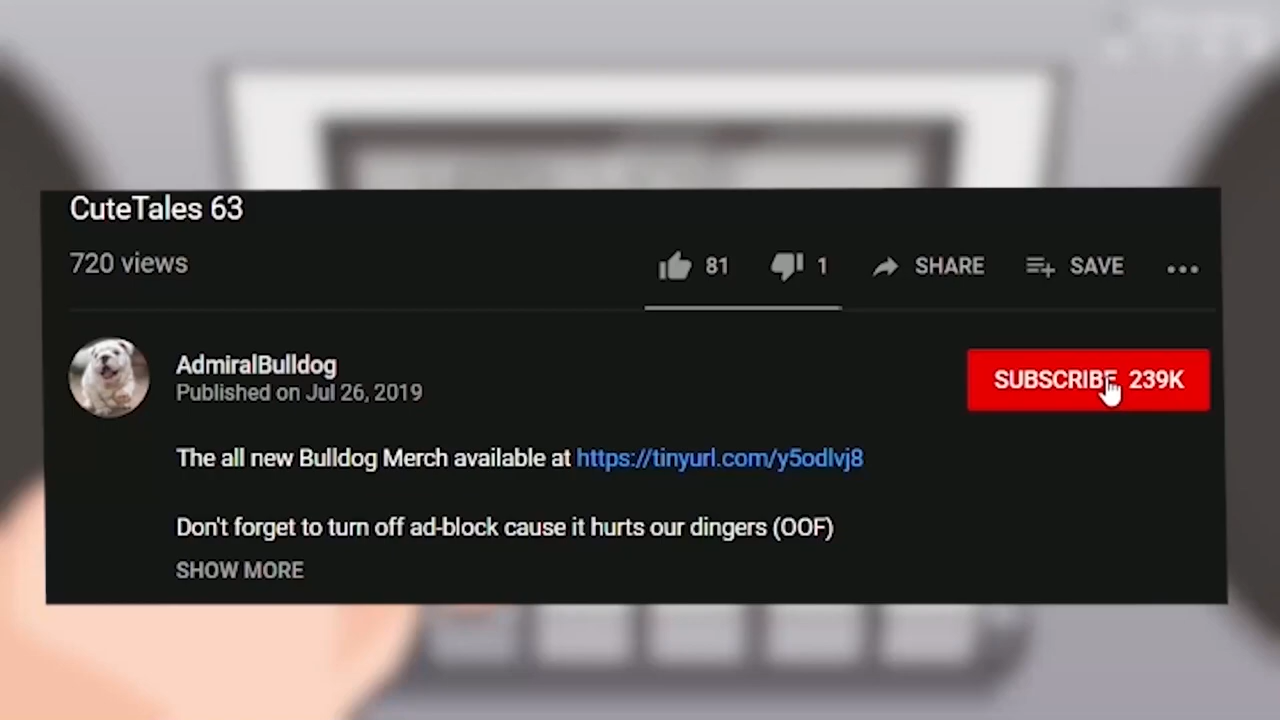 CuteTales 63
720 views
81 1 SHARE SAVE
AdmiralBulldog
Published on Jul 26, 2019
SUBSCRIBE 239K
The all new Bulldog Merch available at https://tinyurl.com/y5odlvj8
Don't forget to turn off ad-block cause it hurts our dingers (OOF)
SHOW MORE